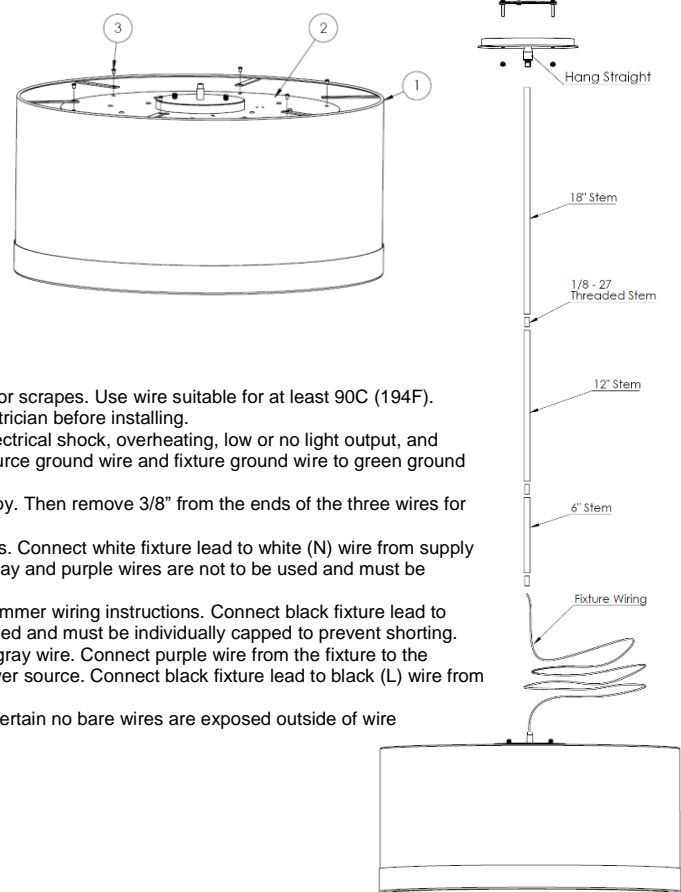 3
2
1
Hang Straight
18" Stem
1/8 - 27
Threaded Stem
12" Stem
6" Stem
Fixture Wiring
or scrapes. Use wire suitable for at least 90C (194F).
trician before installing.
ectrical shock, overheating, low or no light output, and
urce ground wire and fixture ground wire to green ground
py. Then remove 3/8” from the ends of the three wires for
s. Connect white fixture lead to white (N) wire from supply
ay and purple wires are not to be used and must be
mmer wiring instructions. Connect black fixture lead to
ed and must be individually capped to prevent shorting.
gray wire. Connect purple wire from the fixture to the
ver source. Connect black fixture lead to black (L) wire from
ertain no bare wires are exposed outside of wire